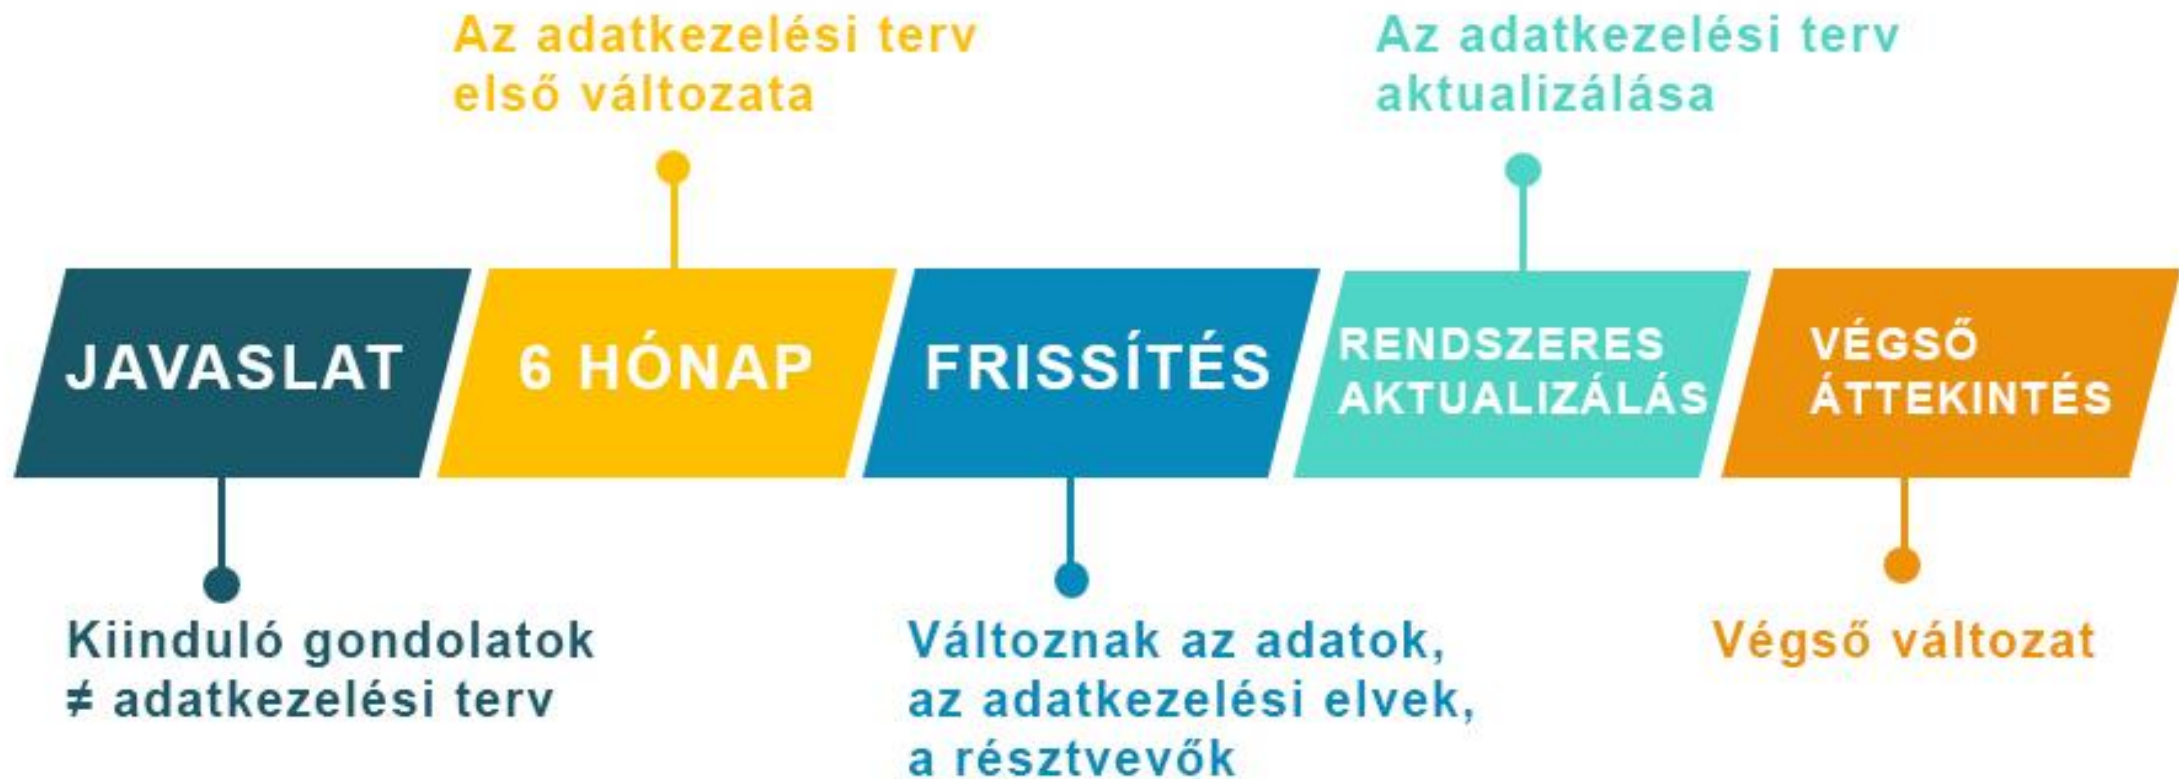 Az adatkezelési terv
első változata
Az adatkezelési terv
aktualizálása
JAVASLAT
6 HÓNAP
FRISSÍTÉS
RENDSZERES
AKTUALIZÁLÁS
VÉGSŐ
ÁTTEKINTÉS
Kiinduló gondolatok
≠ adatkezelési terv
Változnak az adatok,
az adatkezelési elvek,
a résztvevők
Végső változat